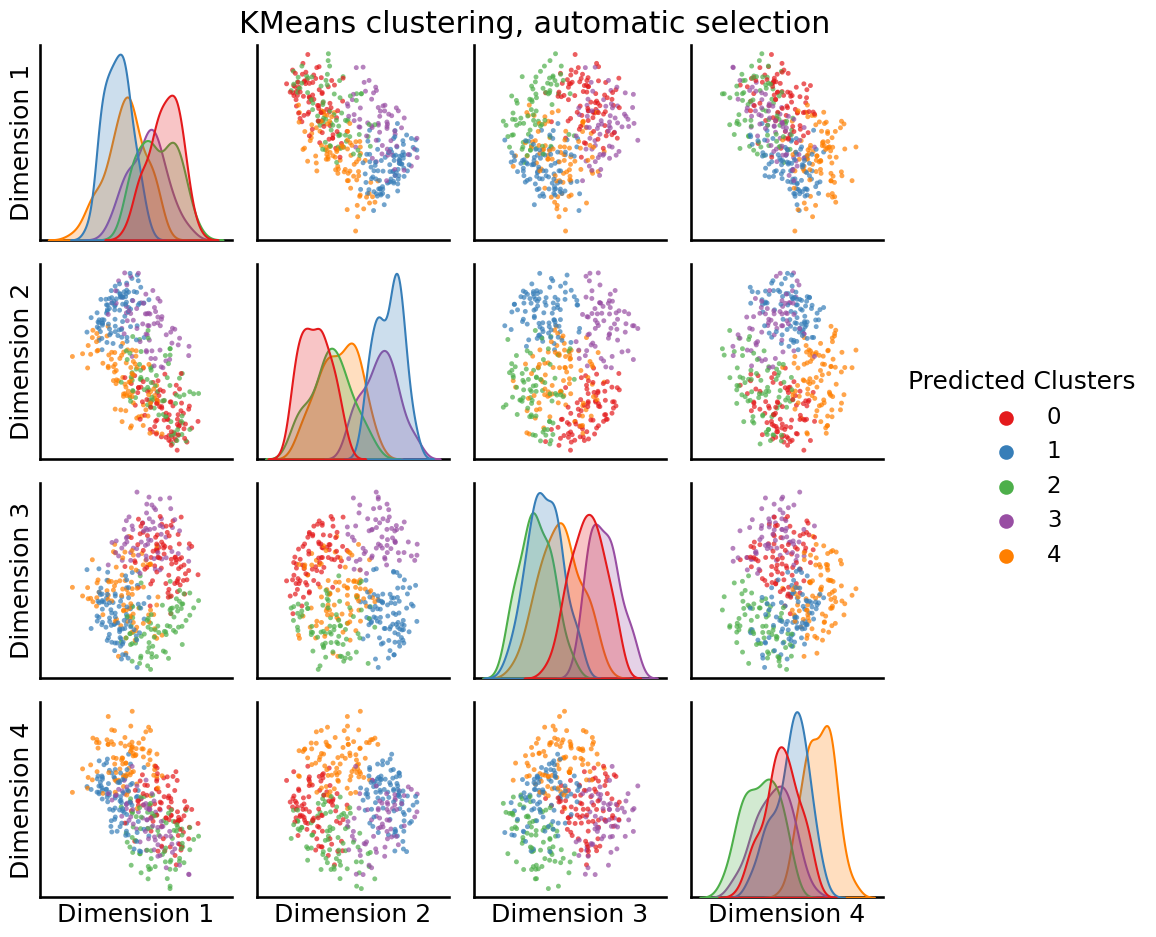 KMeans clustering, automatic selection
Dimension 1
Dimension 2
Dimension 3
Dimension 4
Dimension 1
Dimension 2
Dimension 3
Dimension 4
Predicted Clusters
0
1
2
3
4